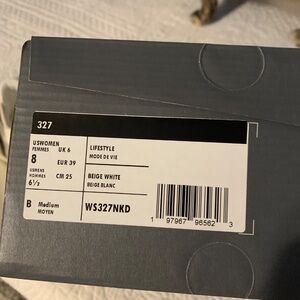 327
USWOMEN
FEMMES UK 6
8 EUR 39
USMENS
HOMMES CM 25
6½
B Medium
MOYEN
LIFESTYLE
MODE DE VIE
BEIGE WHITE
BEIGE BLANC
WS327NKD
1 97967 96562 3